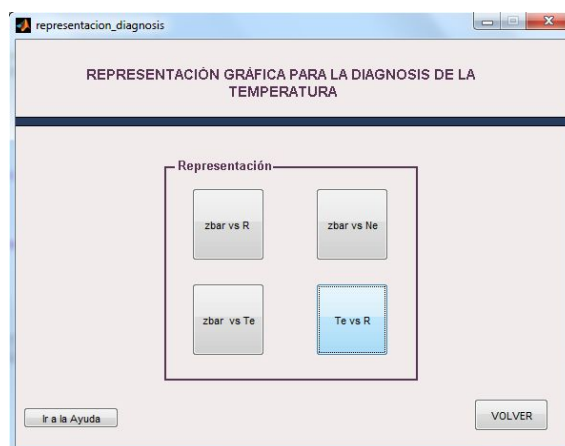 representacion_diagnosis
REPRESENTACIÓN GRÁFICA PARA LA DIAGNOSIS DE LA
TEMPERATURA
Representación
zbar vs R
zbar vs Ne
zbar vs Te
Te vs R
Ir a la Ayuda
VOLVER